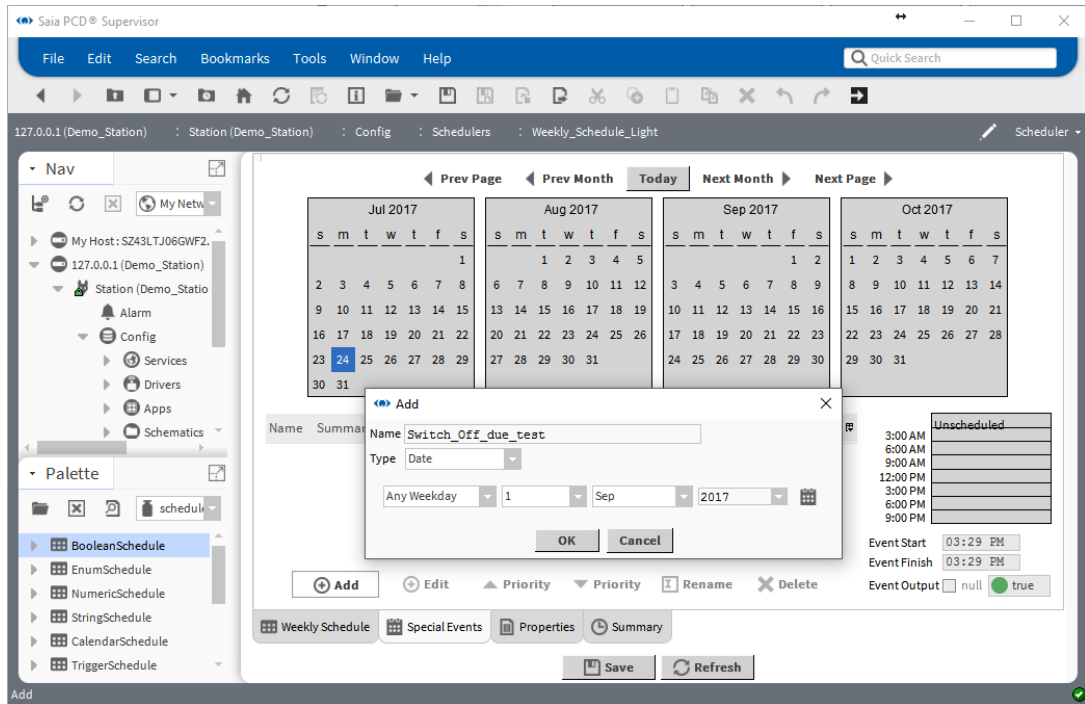 Saia PCD® Supervisor
File Edit Search Bookmarks Tools Window Help
Quick Search
127.0.0.1 (Demo_Station) : Station (Demo_Station) : Config : Schedulers : Weekly_Schedule_Light Scheduler
Nav
My Netw
My Host : SZ43LTJ06GWF2.
127.0.0.1 (Demo_Station)
Station (Demo_Statio
Alarm
Config
Services
Drivers
Apps
Schematics
Palette
schedul
BooleanSchedule
EnumSchedule
NumericSchedule
StringSchedule
CalendarSchedule
TriggerSchedule
Prev Page Prev Month Today Next Month Next Page
Jul 2017
s m t w t f s
1
2 3 4 5 6 7 8
9 10 11 12 13 14 15
16 17 18 19 20 21 22
23 24 25 26 27 28 29
30 31
Aug 2017
s m t w t f s
1 2 3 4 5
6 7 8 9 10 11 12
13 14 15 16 17 18 19
20 21 22 23 24 25 26
27 28 29 30 31
Sep 2017
s m t w t f s
1 2
3 4 5 6 7 8 9
10 11 12 13 14 15 16
17 18 19 20 21 22 23
24 25 26 27 28 29 30
Oct 2017
s m t w t f s
1 2 3 4 5 6 7
8 9 10 11 12 13 14
15 16 17 18 19 20 21
22 23 24 25 26 27 28
29 30 31
Name Summar
Add
Name Switch_Off_due_test
Type Date
Any Weekday 1 Sep 2017
OK Cancel
Unscheduled
3:00 AM
6:00 AM
9:00 AM
12:00 PM
3:00 PM
6:00 PM
9:00 PM
Event Start 03:29 PM
Event Finish 03:29 PM
Event Output null true
Add Edit Priority Priority Rename Delete
Weekly Schedule Special Events Properties Summary
Save Refresh
Add